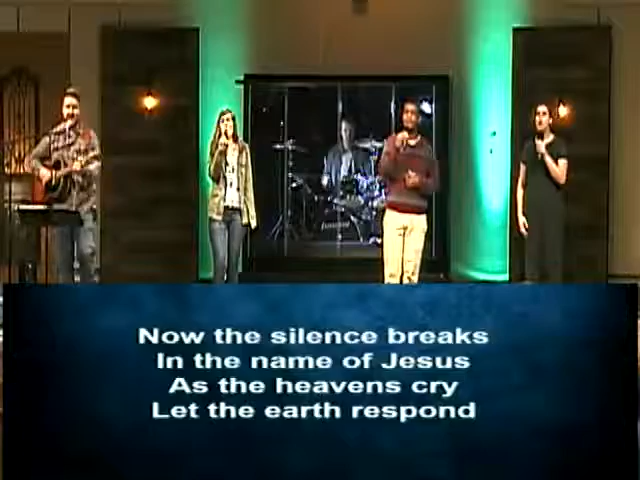 Now the silence breaks
In the name of Jesus
As the heavens cry
Let the earth respond